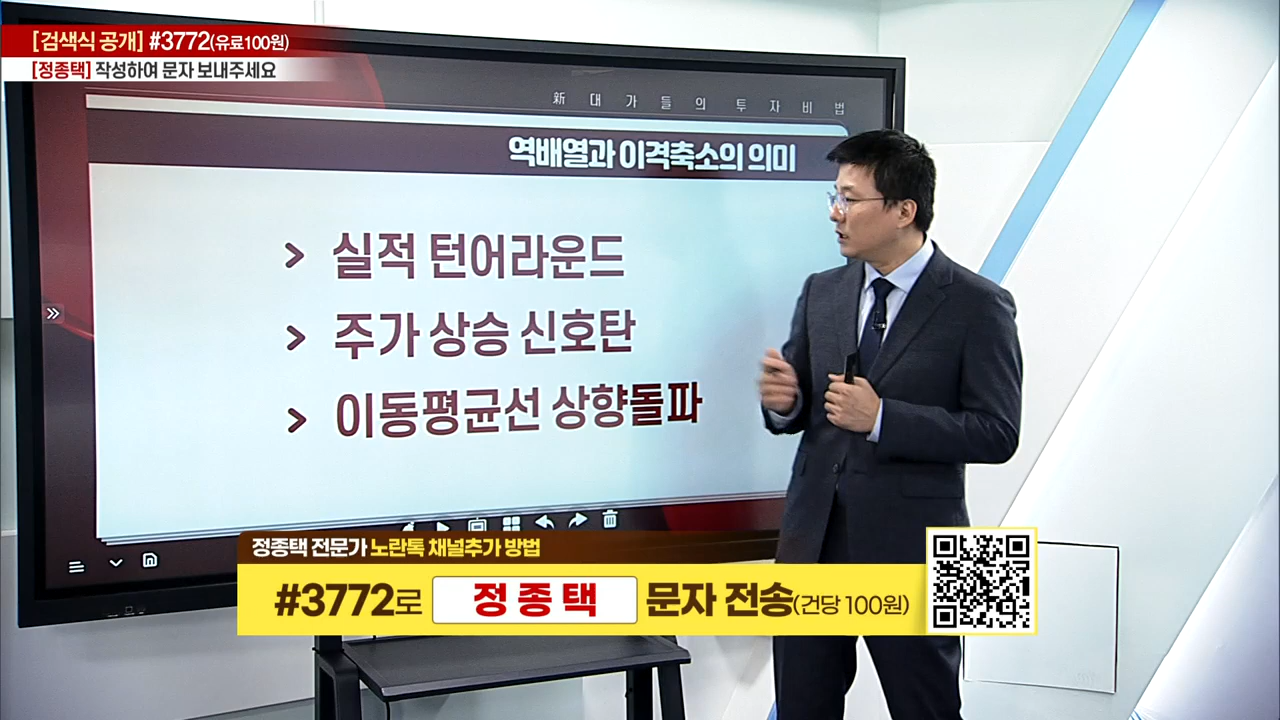 [검색식 공개] #3772(유료100원)
[정종택] 작성하여 문자 보내주세요
新 대 가 들 의 투 자 비 법
역배열과 이격축소의 의미
> 실적 턴어라운드
> 주가 상승 신호탄
> 이동평균선 상향돌파
정종택 전문가 노란톡 채널추가 방법
#3772로 정종택 문자 전송(건당 100원)